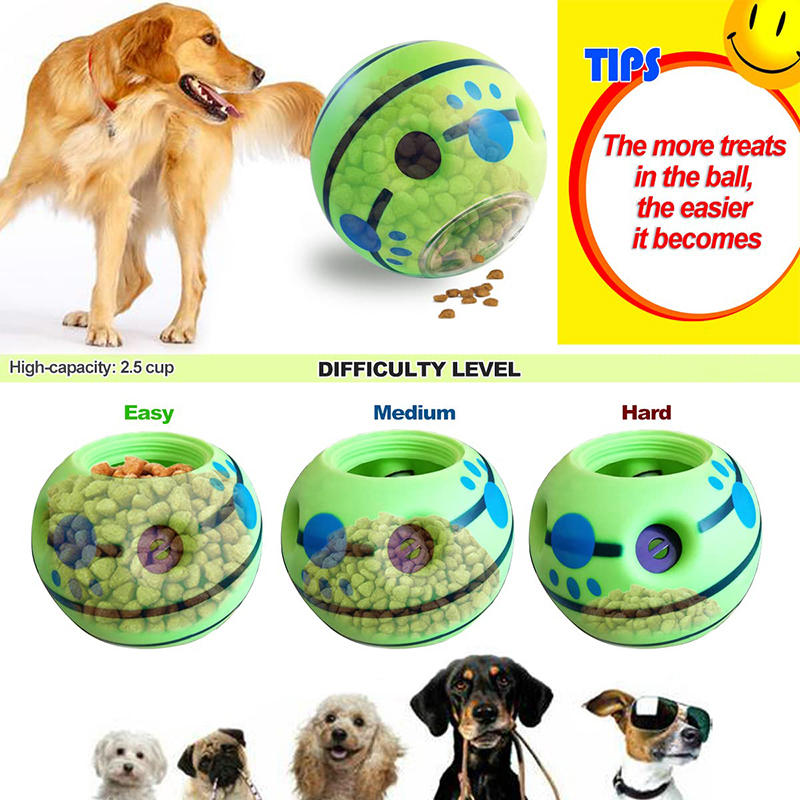 TIPS
The more treats
in the ball,
the easier
it becomes
High-capacity: 2.5 cup
DIFFICULTY LEVEL
Easy
Medium
Hard